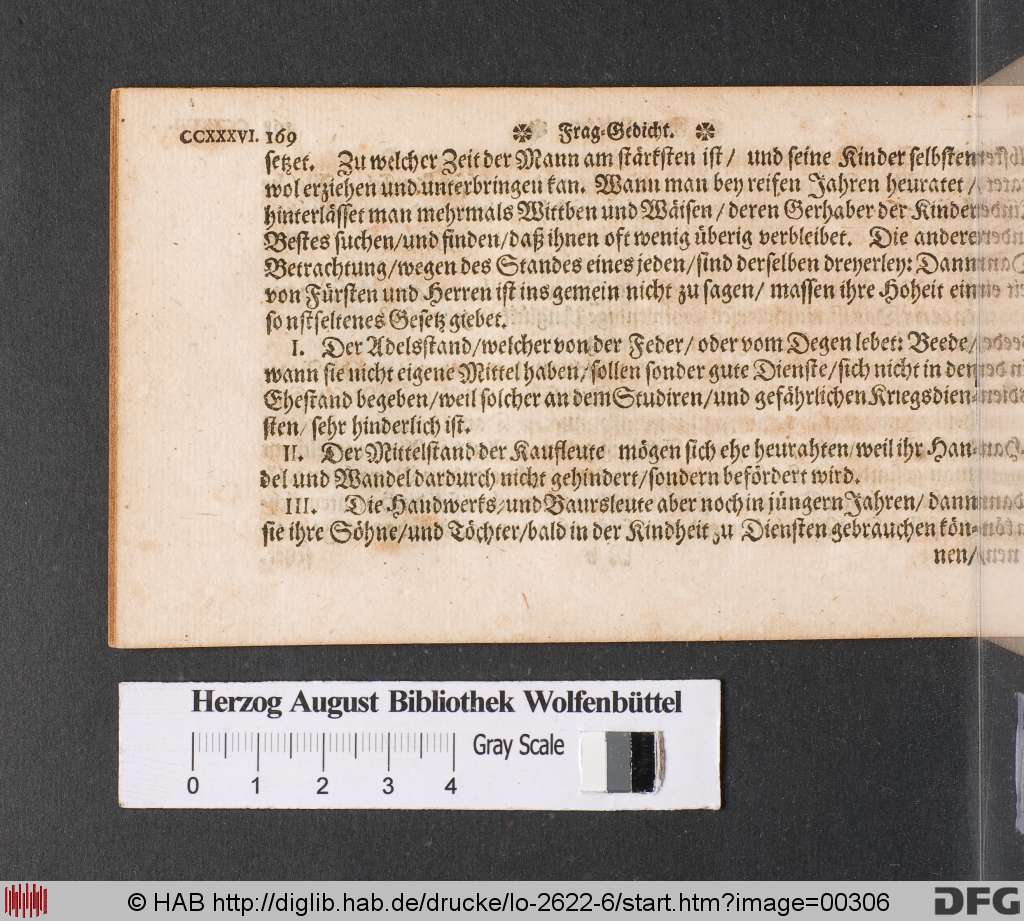 CCXXXVI. 169 Frag-Gedicht.
setzet. Zu welcher Zeit der Mann am stärksten ist / und seine Kinder selbsten
wol erziehen und unterbringen kan. Wann man bey reifen Jahren heuratet /
hinterlässet man mehrmals Wittben und Wäisen / deren Gerhaber der Kinder
Bestes suchen/und finden/daß ihnen oft wenig überig verbleibet. Die andere
Betrachtung/wegen des Standes eines jeden/sind derselben dreyerley: Dann
von Fürsten und Herren ist ins gemein nicht zu sagen/ massen ihre Hoheit ein
so nstseltenes Gesetz giebet.
I. Der Adelsstand/welcher von der Feder/ oder vom Degen lebet: Beede/
wann sie nicht eigene Mittel haben/sollen sonder gute Dienste/sich nicht in den
Ehestand begeben/weil solcher an dem Studiren/und gefährlichen Kriegsdien-
sten/ sehr hinderlich ist.
II. Der Mittelstand der Kaufleute mögen sich ehe heurahten/weil ihr Han-
del und Wandel dardurch nicht gehindert/sondern befördert wird.
III. Die Handwerks-und Baursleute aber noch in jüngern Jahren/ dann
sie ihre Söhne/und Töchter/bald in der Kindheit zu Diensten gebrauchen kön-
nen/
Herzog August Bibliothek Wolfenbüttel
Gray Scale
0 1 2 3 4
© HAB http://diglib.hab.de/drucke/lo-2622-6/start.htm?image=00306
DFG